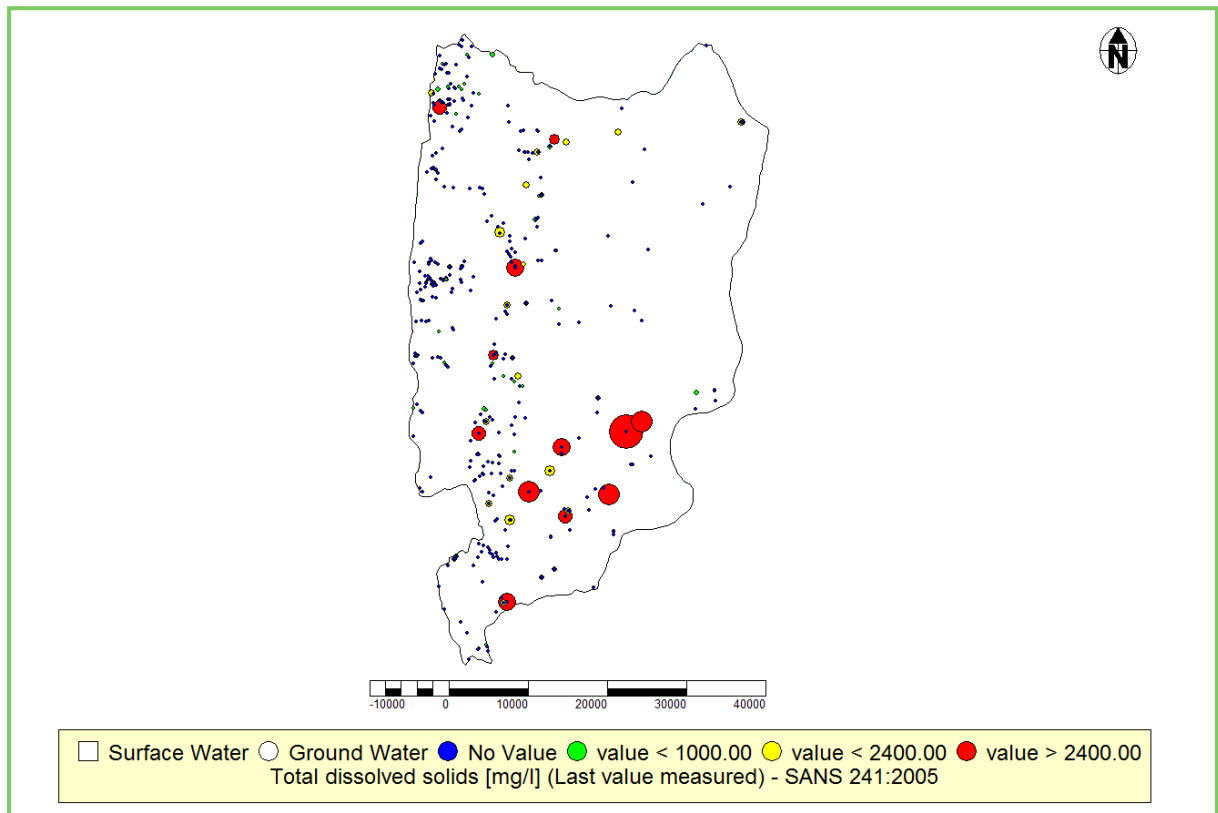 N
-10000 0 10000 20000 30000 40000
Surface Water Ground Water No Value value < 1000.00 value < 2400.00 value > 2400.00
Total dissolved solids [mg/l] (Last value measured) - SANS 241:2005